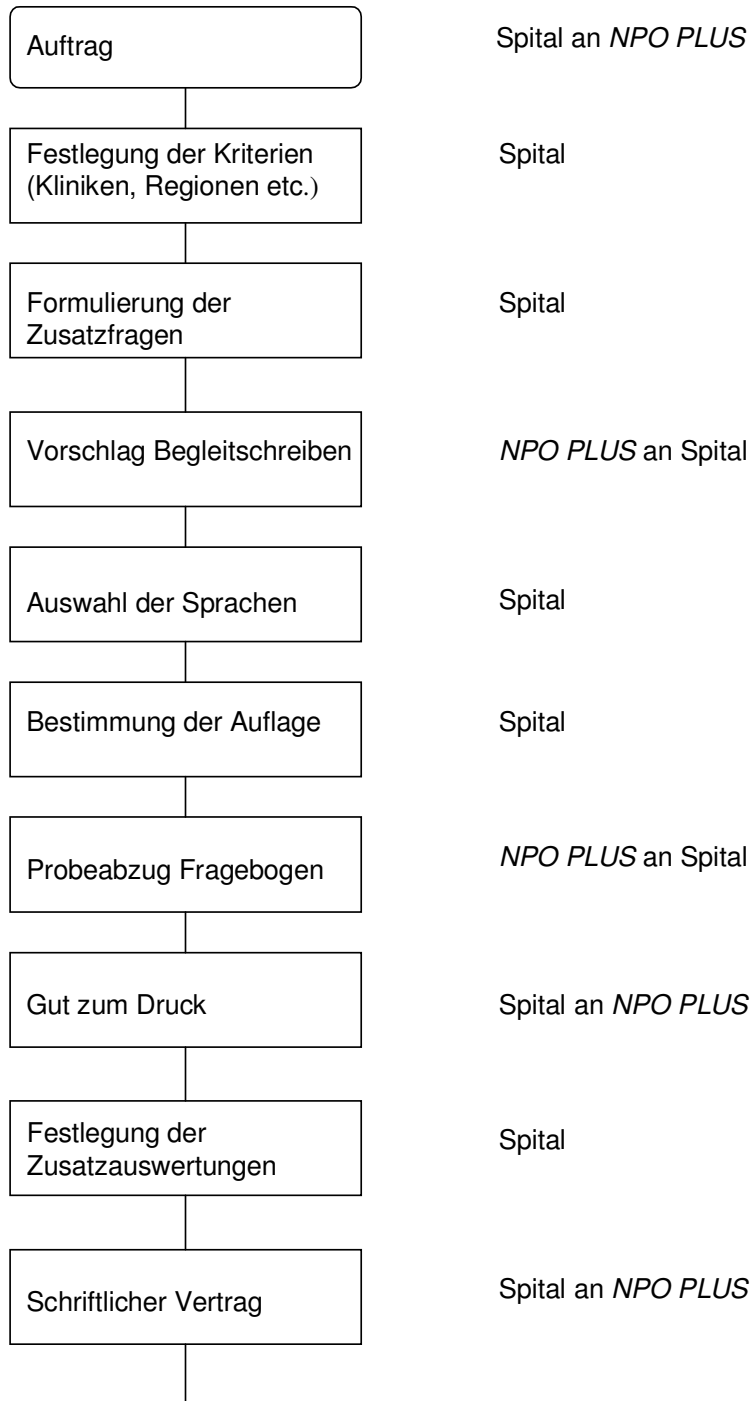 Auftrag
Spital an NPO PLUS
Festlegung der Kriterien
(Kliniken, Regionen etc.)
Spital
Formulierung der
Zusatzfragen
Spital
Vorschlag Begleitschreiben
NPO PLUS an Spital
Auswahl der Sprachen
Spital
Bestimmung der Auflage
Spital
Probeabzug Fragebogen
NPO PLUS an Spital
Gut zum Druck
Spital an NPO PLUS
Festlegung der
Zusatzauswertungen
Spital
Schriftlicher Vertrag
Spital an NPO PLUS